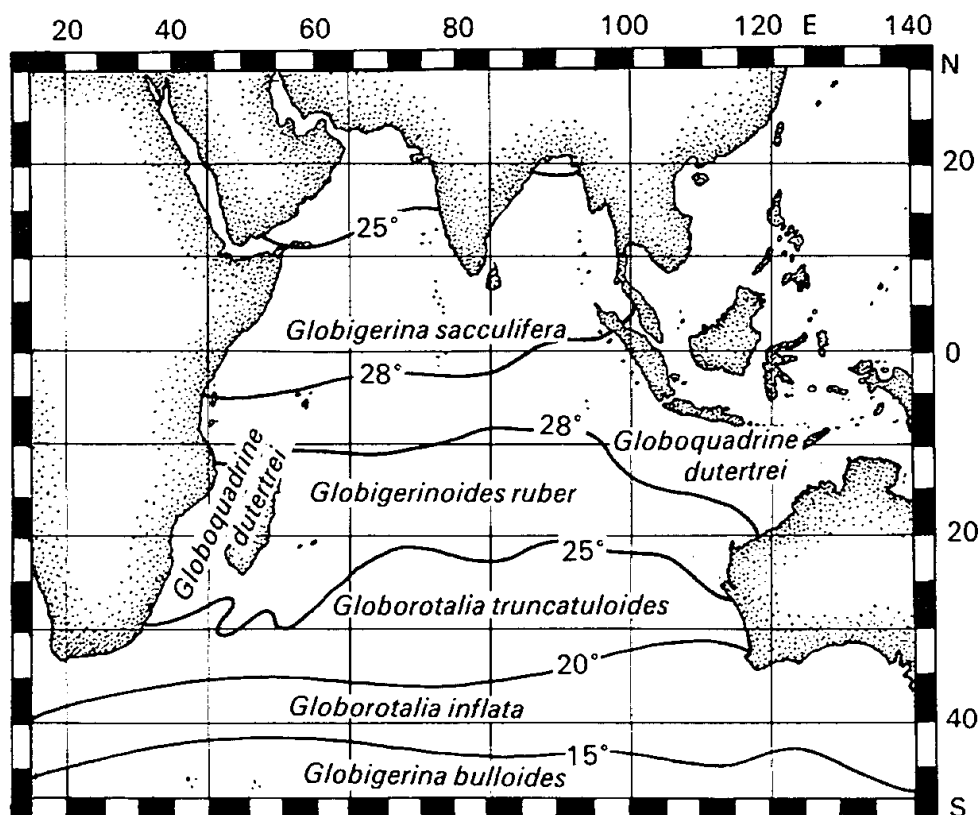 20 40 60 80 100 120 E 140
N
25°
20
Globigerina sacculifera
0
28°
28°
Globoquadrine
dutertrei
Globoquadrine
dutertrei
Globigerinoides ruber
20
25°
Globorotalia truncatuloides
20°
Globorotalia inflata
40
15°
Globigerina bulloides
S